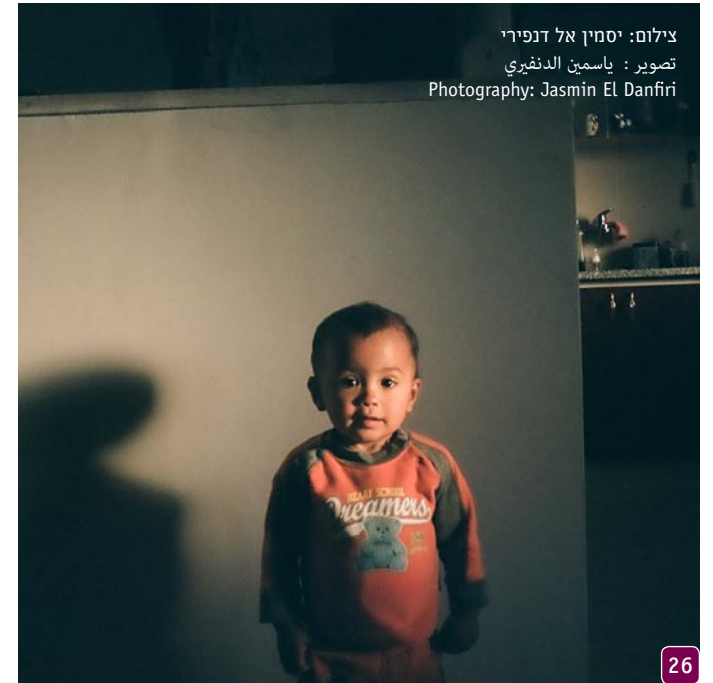 צילום: יסמין אל דנפירי
تصوير : ياسمين الدنفيري
Photography: Jasmin El Danfiri
Dreamers
26